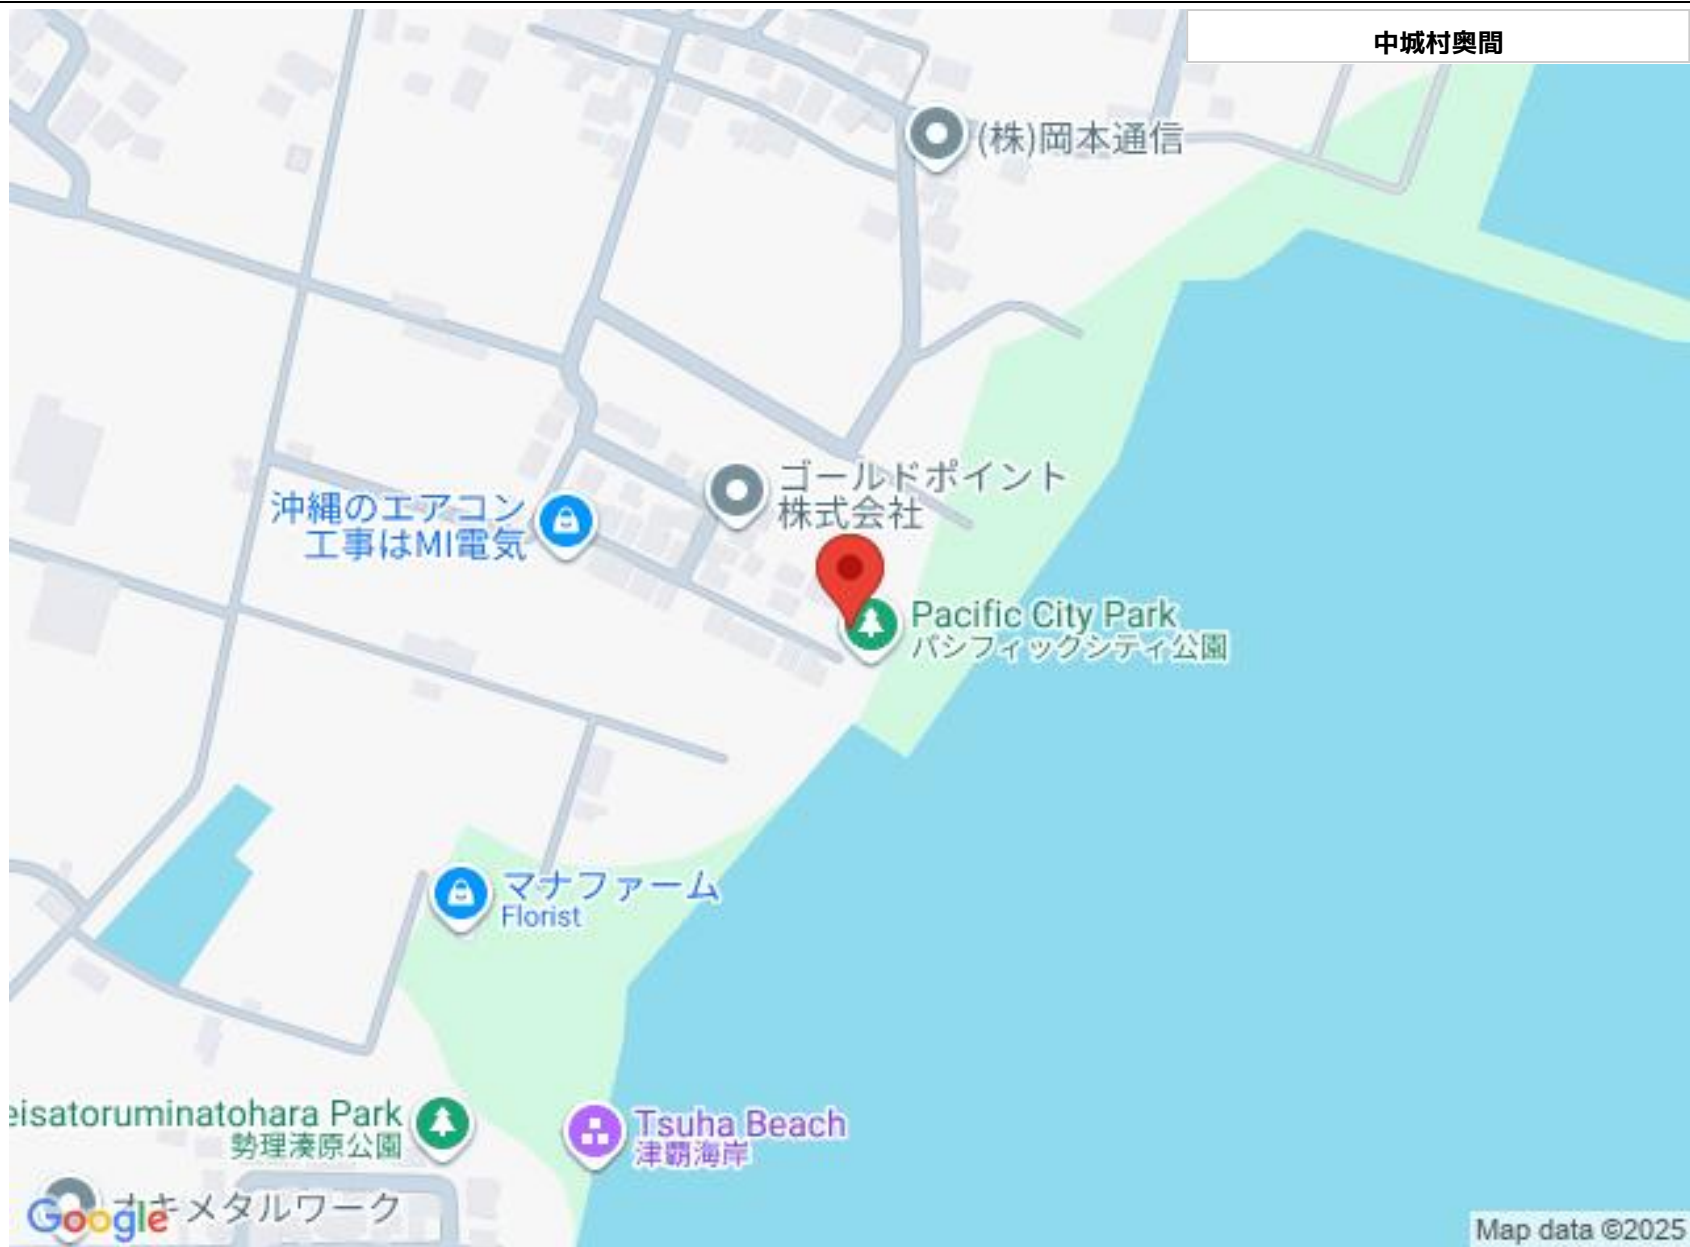 中城村奥間
(株)岡本通信
ゴールドポイント
株式会社
沖縄のエアコン
工事はMI電気
Pacific City Park
パシフィックシティ公園
マナファーム
Florist
eisatoruminatohara Park
勢理湊原公園
Tsuha Beach
津覇海岸
オキメタルワーク
Google
Map data ©2025